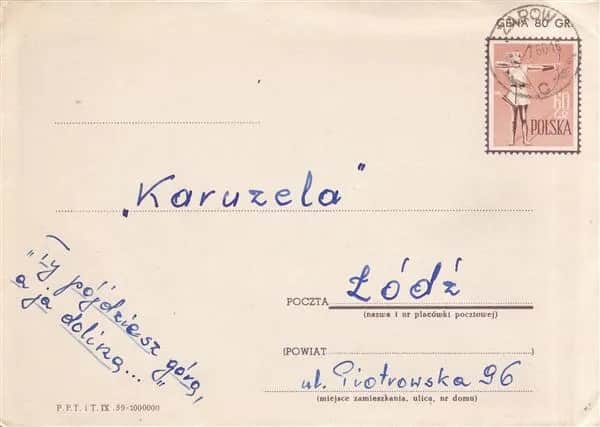 CENA 80 GR.
ŻARÓW
60
POLSKA
„Karuzela"
"Ty pójdziesz górą,
a ja doliną..."
POCZTA Łódź
(nazwa i nr placówki pocztowej)
(POWIAT)
ul. Piotrowska 96
(miejsce zamieszkania, ulica, nr domu)
P.P.T. i T. IX .59-1000000